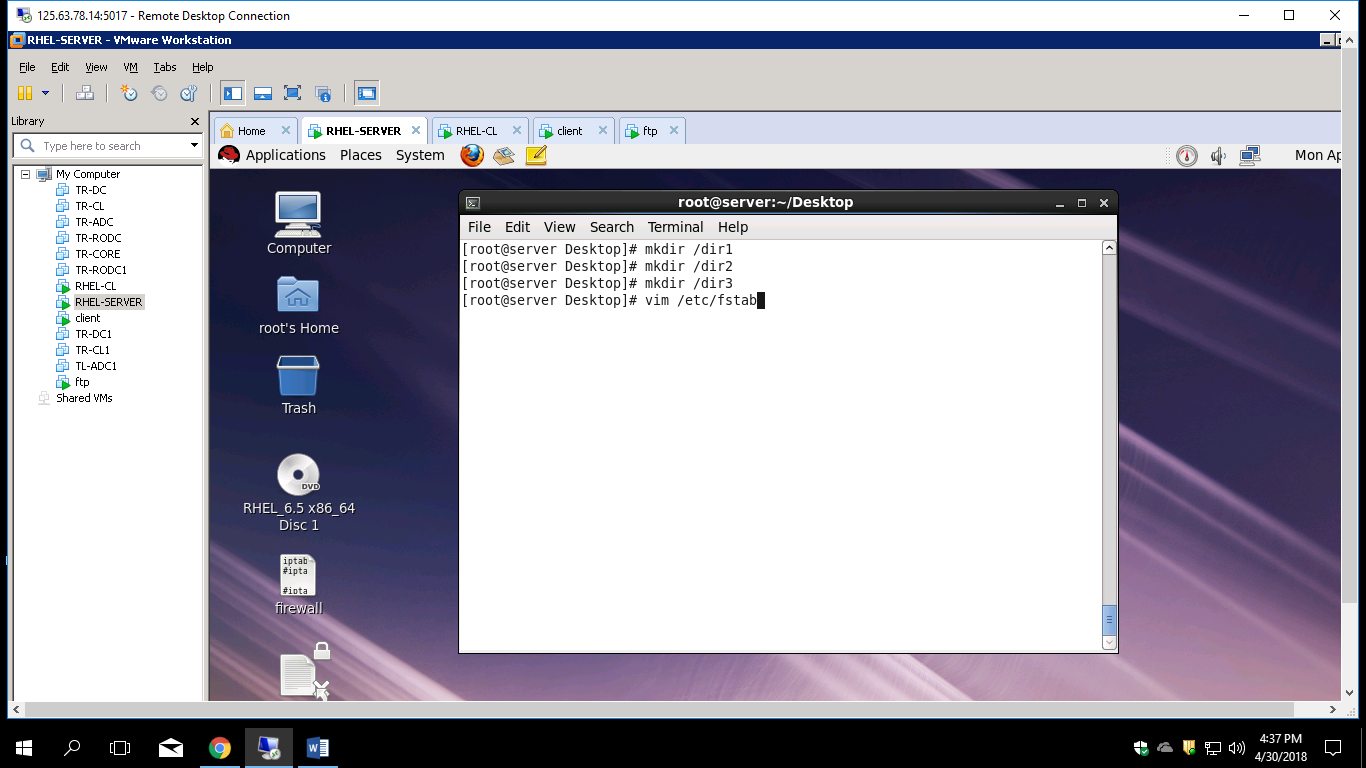 125.63.78.14:5017 - Remote Desktop Connection
RHEL-SERVER - VMware Workstation
File Edit View VM Tabs Help
Library
Type here to search
My Computer
TR-DC
TR-CL
TR-ADC
TR-RODC
TR-CORE
TR-RODC1
RHEL-CL
RHEL-SERVER
client
TR-DC1
TR-CL1
TL-ADC1
ftp
Shared VMs
Home RHEL-SERVER RHEL-CL client ftp
Applications Places System Mon Ap
Computer
root's Home
Trash
DVD
RHEL_6.5 x86_64
Disc 1
iptab
#ipta
#ipta
firewall
root@server:~/Desktop
File Edit View Search Terminal Help
[root@server Desktop]# mkdir /dir1
[root@server Desktop]# mkdir /dir2
[root@server Desktop]# mkdir /dir3
[root@server Desktop]# vim /etc/fstab
4:37 PM
4/30/2018